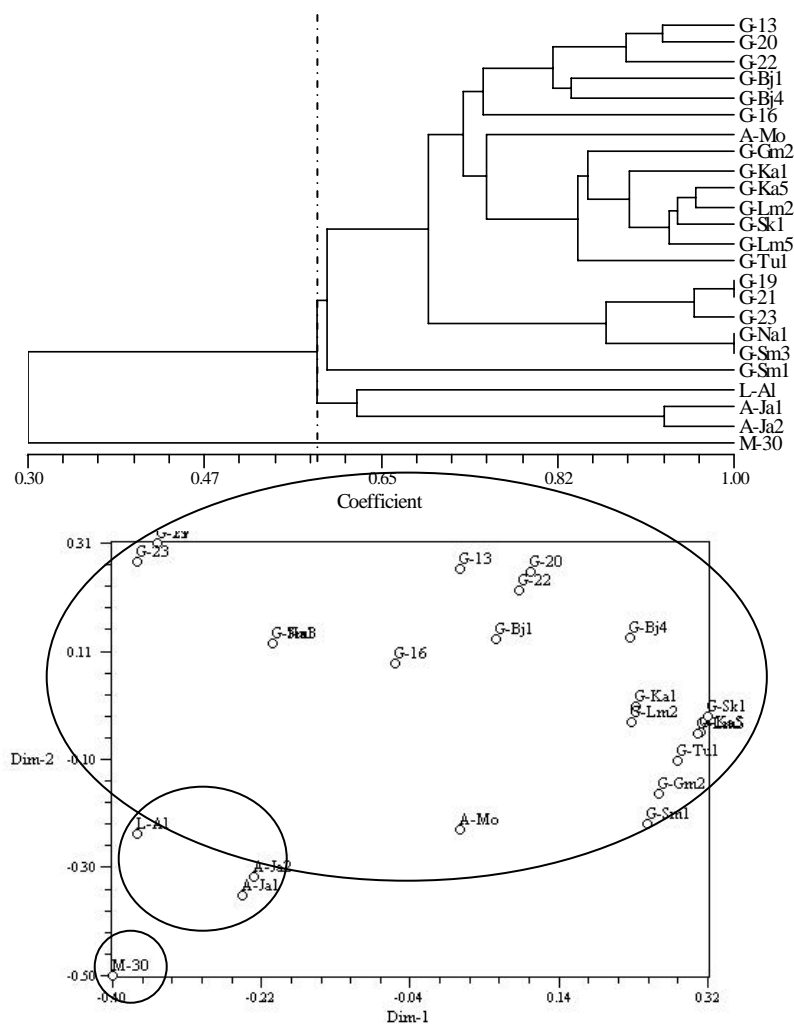 G-13
G-20
G-22
G-Bj1
G-Bj4
G-16
A-Mo
G-Gm2
G-Ka1
G-Ka5
G-Lm2
G-Sk1
G-Lm5
G-Tu1
G-19
G-21
G-23
G-Na1
G-Sm3
G-Sm1
L-Al
A-Ja1
A-Ja2
M-30
0.30 0.47 0.65 0.82 1.00
Coefficient
0.31
G-23 G-13 G-20
G-22
0.11 G-16 G-Bj1 G-Bj4
G-Ka1 G-Sk1
G-Lm2
Dim-2 -0.10 G-Tu1
G-Gm2
L-Al A-Mo G-Sm1
-0.30 A-Ja2
A-Ja1
M-30
-0.50
-0.40 -0.22 -0.04 0.14 0.32
Dim-1